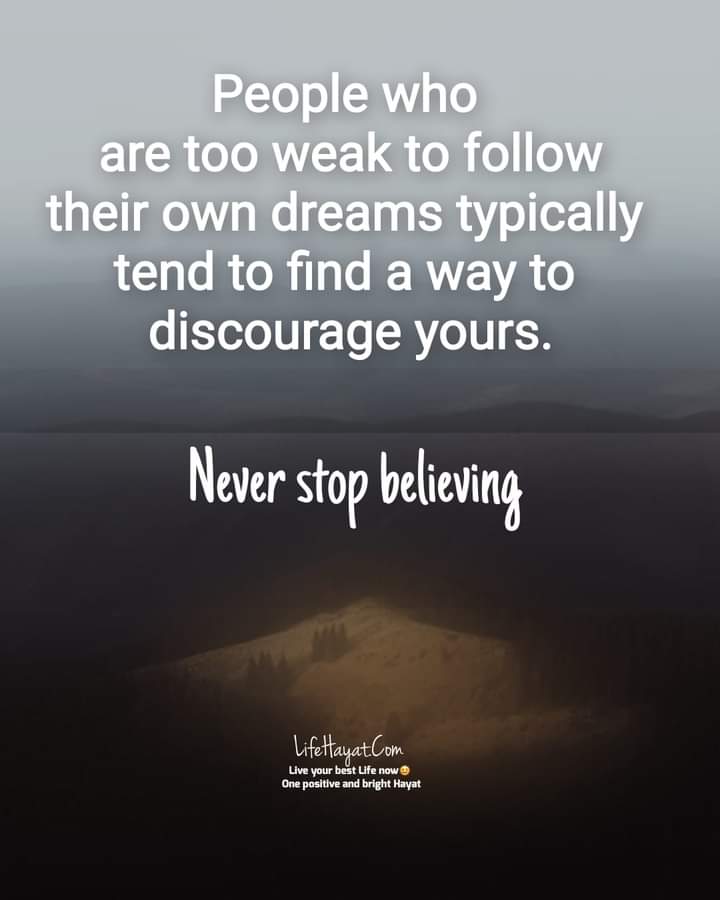 People who
are too weak to follow
their own dreams typically
tend to find a way to
discourage yours.
Never stop believing
LifeHayat.Com
Live your best Life now😃
One positive and bright Hayat